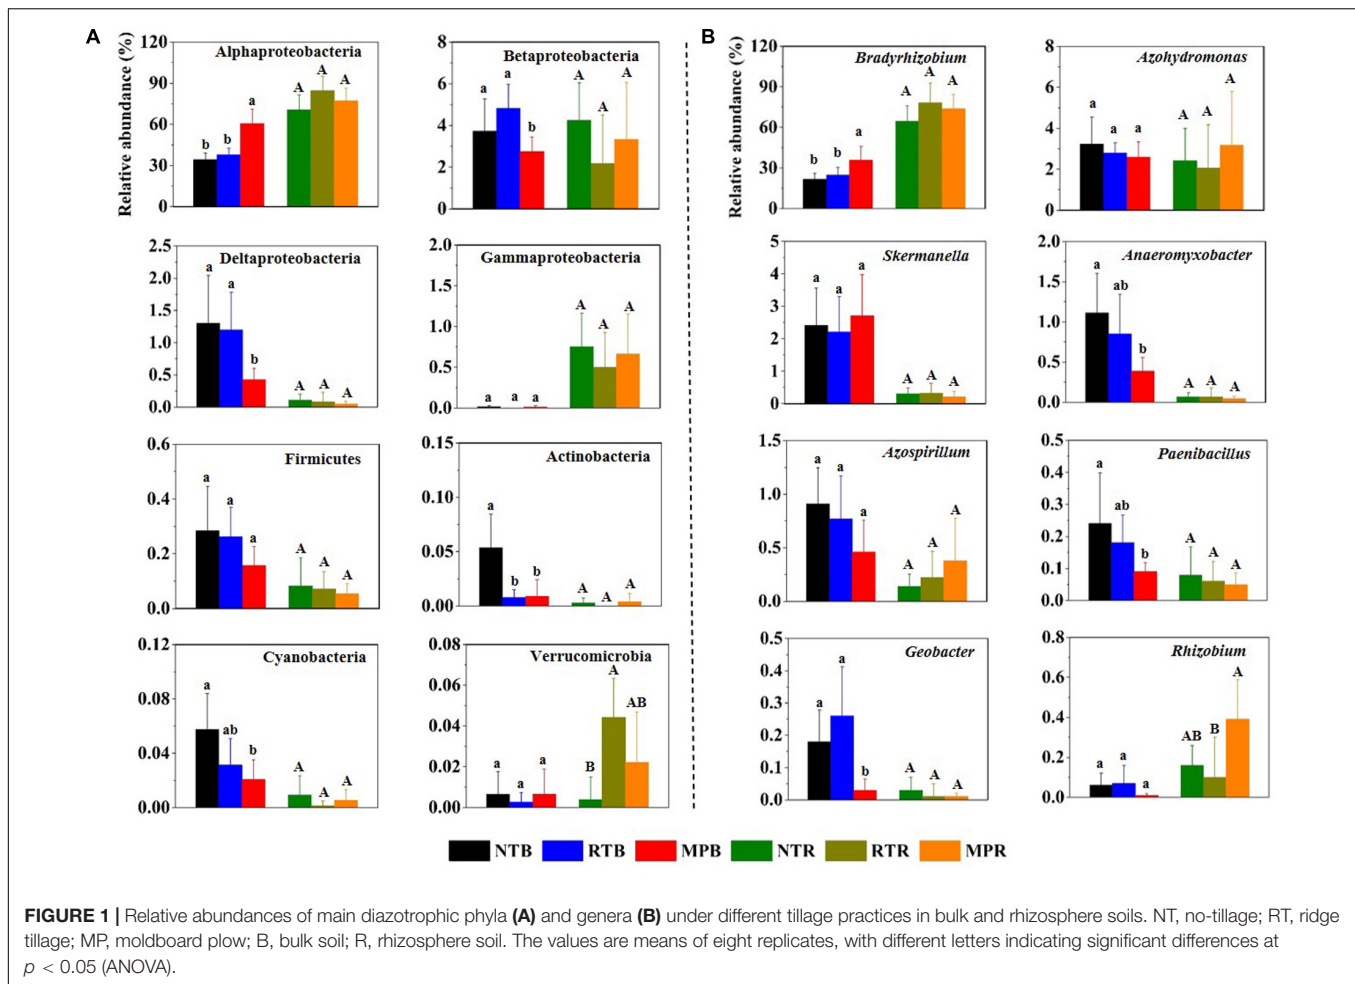 A
B
Relative abundance (%)
120
90
60
30
0
Alphaproteobacteria
b b a A A A
8
6
4
2
0
Betaproteobacteria
a a b A A A
Relative abundance (%)
120
90
60
30
0
Bradyrhizobium
b b a A A A
8
6
4
2
0
Azohydromonas
a a a A A A
2.5
2.0
1.5
1.0
0.5
0.0
Deltaproteobacteria
a a b A A A
2.0
1.5
1.0
0.5
0.0
Gammaproteobacteria
a a a A A A
5
4
3
2
1
0
Skermanella
a a a A A A
2.0
1.5
1.0
0.5
0.0
Anaeromyxobacter
a ab b A A A
0.6
0.4
0.2
0.0
Firmicutes
a a a A A A
0.15
0.10
0.05
0.00
Actinobacteria
a b b A A A
1.5
1.0
0.5
0.0
Azospirillum
a a a A A A
0.5
0.4
0.3
0.2
0.1
0.0
Paenibacillus
a ab b A A A
0.12
0.08
0.04
0.00
Cyanobacteria
a ab b A A A
0.08
0.06
0.04
0.02
0.00
Verrucomicrobia
a a a B A AB
0.5
0.4
0.3
0.2
0.1
0.0
Geobacter
a a b A A A
0.8
0.6
0.4
0.2
0.0
Rhizobium
a a a AB B A
NTB RTB MPB NTR RTR MPR
FIGURE 1 | Relative abundances of main diazotrophic phyla (A) and genera (B) under different tillage practices in bulk and rhizosphere soils. NT, no-tillage; RT, ridge
tillage; MP, moldboard plow; B, bulk soil; R, rhizosphere soil. The values are means of eight replicates, with different letters indicating significant differences at
p < 0.05 (ANOVA).